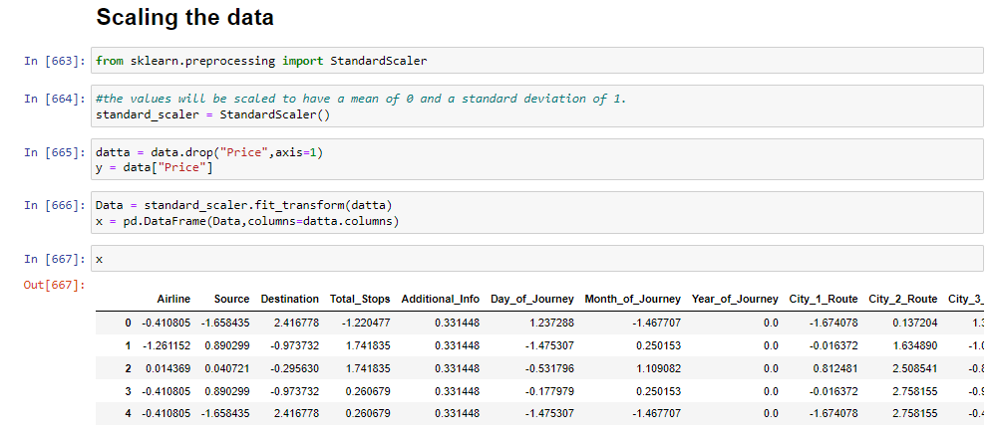 Scaling the data
In [663]: from sklearn.preprocessing import StandardScaler
In [664]: #the values will be scaled to have a mean of 0 and a standard deviation of 1.
standard_scaler = StandardScaler()
In [665]: datta = data.drop("Price",axis=1)
y = data["Price"]
In [666]: Data = standard_scaler.fit_transform(datta)
x = pd.DataFrame(Data,columns=datta.columns)
In [667]: x
Out[667]:
Airline Source Destination Total_Stops Additional_Info Day_of_Journey Month_of_Journey Year_of_Journey City_1_Route City_2_Route City_3_
0 -0.410805 -1.658435 2.416778 -1.220477 0.331448 1.237288 -1.467707 0.0 -1.674078 0.137204 1.3
1 -1.261152 0.890299 -0.973732 1.741835 0.331448 -1.475307 0.250153 0.0 -0.016372 1.634890 -1.0
2 0.014369 0.040721 -0.295630 1.741835 0.331448 -0.531796 1.109082 0.0 0.812481 2.508541 -0.8
3 -0.410805 0.890299 -0.973732 0.260679 0.331448 -0.177979 0.250153 0.0 -0.016372 2.758155 -0.9
4 -0.410805 -1.658435 2.416778 0.260679 0.331448 -1.475307 -1.467707 0.0 -1.674078 2.758155 -0.4